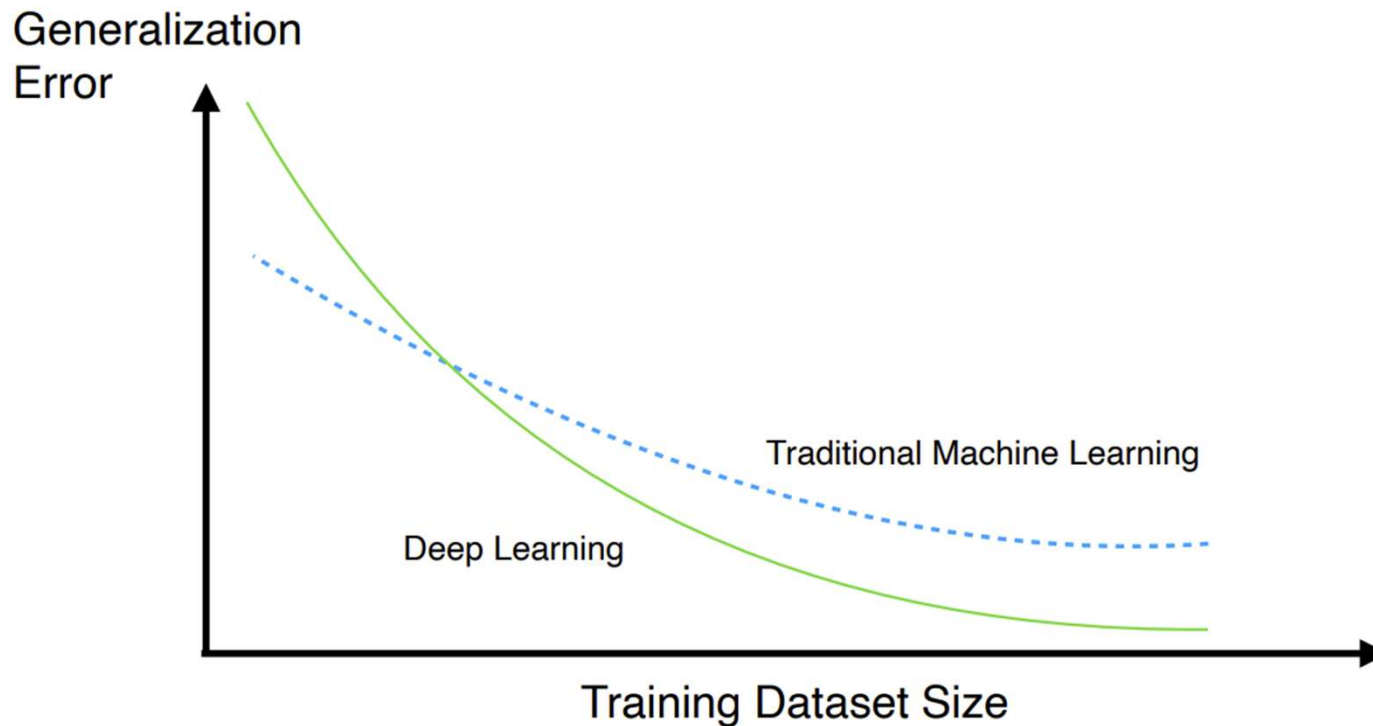 Generalization
Error
Traditional Machine Learning
Deep Learning
Training Dataset Size